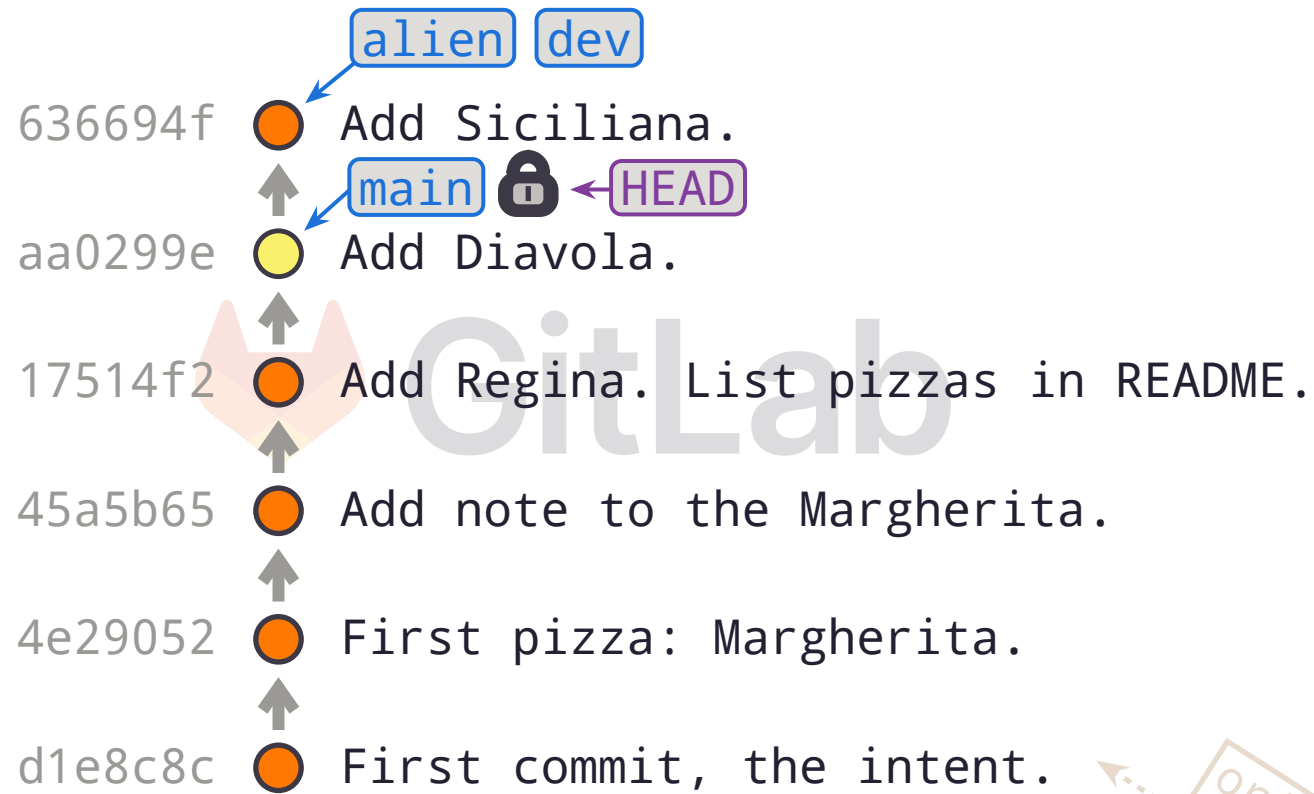 alien dev
636694f Add Siciliana.
main HEAD
aa0299e Add Diavola.
GitLab
17514f2 Add Regina. List pizzas in README.
45a5b65 Add note to the Margherita.
4e29052 First pizza: Margherita.
d1e8c8c First commit, the intent.